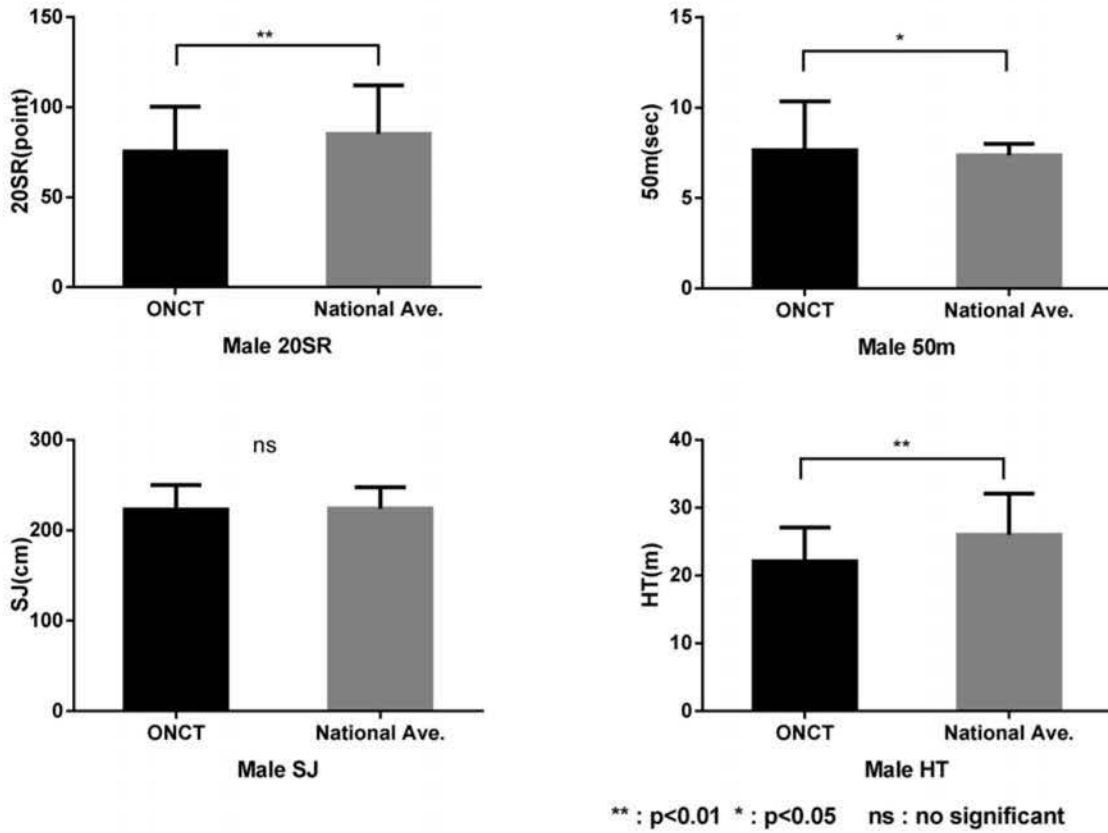 150
100
50
0
20SR(point)
**
ONCT
National Ave.
Male 20SR
15
10
5
0
50m(sec)
*
ONCT
National Ave.
Male 50m
300
200
100
0
SJ(cm)
ns
ONCT
National Ave.
Male SJ
40
30
20
10
0
HT(m)
**
ONCT
National Ave.
Male HT
** : p<0.01 * : p<0.05 ns : no significant